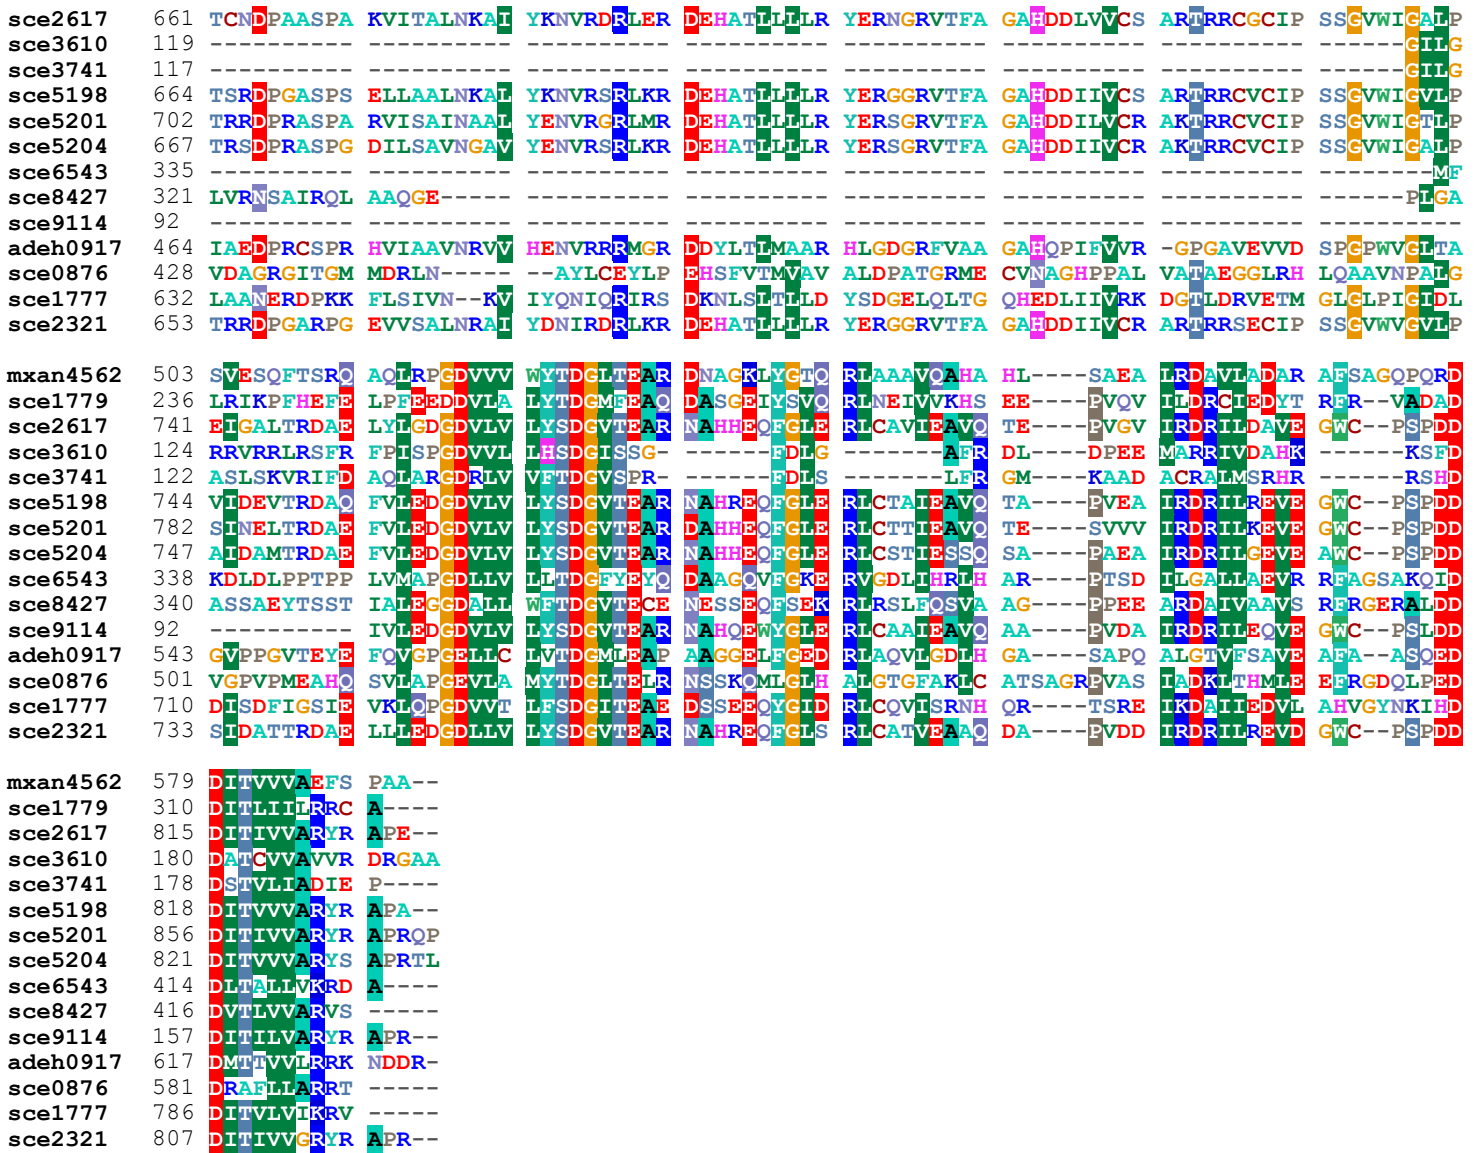 sce2617 661 TCNDPAASPA KVITALNKAI YKNVRDRLER DEHATLLLLR YERNGRVTFA GAHDDLVVCS ARTRRCGCIP SSGVWIGALP
sce3610 119 ---------- ---------- ---------- ---------- ---------- ---------- ---------- ------GILG
sce3741 117 ---------- ---------- ---------- ---------- ---------- ---------- ---------- ------GILG
sce5198 664 TSRDPGASPS ELLAALNKAL YKNVRSRLKR DEHATLLLLR YERGGRVTFA GAHDDIIVCS ARTRRCVCIP SSGVWIGVLP
sce5201 702 TRRDPRASPA RVISAINAAL YENVRGRLMR DEHATLLLLR YERSGRVTFA GAHDDILVCR AKTRRCVCIP SSGVWIGTLP
sce5204 667 TRSDPRASPG DILSAVNGAV YENVRSRLKR DEHATLLLLR YERSGRVTFA GAHDDIIVCR AKTRRCVCIP SSGVWIGALP
sce6543 335 ---------- ---------- ---------- ---------- ---------- ---------- ---------- --------MF
sce8427 321 LVRNSAIRQL AAQGE----- ---------- ---------- ---------- ---------- ---------- ------PLGA
sce9114 92 ---------- ---------- ---------- ---------- ---------- ---------- ---------- ----------
adeh0917 464 IAEDPRCSPR HVIAAVNRVV HENVRRRMGR DDYLTLMAAR HLGDGRFVAA GAHQPIFVVR -GPGAVEVVD SPGPWVGLTA
sce0876 428 VDAGRGITGM MDRLN----- --AYLCEYLP EHSFVTMVAV ALDPATGRME CVNAGHPPAL VATAEGGLRH LQAAVNPALG
sce1777 632 LAANERDPKK FLSIVN--KV IYQNIQRIRS DKNLSLTLLD YSDGELQLTG QHEDLIIVRK DGTLDRVETM GLGLPIGIDL
sce2321 653 TRRDPGARPG EVVSALNRAI YDNIRDRLKR DEHATLLLLR YERGGRVTFA GAHDDIIVCR ARTRRSECIP SSGVWVGVLP
mxan4562 503 SVESQFTSRQ AQLRPGDVVV WYTDGLTEAR DNAGKLYGTQ RLAAAVQAHA HL----SAEA LRDAVLADAR AFSAGQPQRD
sce1779 236 LRIKPFHEFE LPFEEDDVLA LYTDGMFEAQ DASGEIYSVQ RLNEIVVKHS EE----PVQV ILDRCIEDYT RFR--VADAD
sce2617 741 EIGALTRDAE LYLGDGDVLV LYSDGVTEAR NAHHEQFGLE RLCAVIEAVQ TE----PVGV IRDRILDAVE GWC--PSPDD
sce3610 124 RRVRRLRSFR FPISPGDVVL LHSDGISSG- -------FDLG -------AFR DL----DPEE MARRIVDAHK -------KSFD
sce3741 122 ASLSKVRIFD AQLARGDRLV VFTDGVSPR- -------FDLS -------LFR GM----KAAD ACRALMSRHR ------RSHD
sce5198 744 VIDEVTRDAQ FVLEDGDVLV LYSDGVTEAR NAHREQFGLE RLCTAIEAVQ TA----PVEA IRDRILREVE GWC--PSPDD
sce5201 782 SINELTRDAE FVLEDGDVLV LYSDGVTEAR DAHHEQFGLE RLCTTIEAVQ TE----SVVV IRDRILKEVE GWC--PSPDD
sce5204 747 AIDAMTRDAE FVLEDGDVLV LYSDGVTEAR NAHHEQFGLE RLCSTIESSQ SA----PAEA IRDRILGEVE AWC--PSPDD
sce6543 338 KDLDLPPTPP LVMAPGDLLV LLTDGFYEYQ DAAGQVFGKE RVGDLIHRLH AR----PTSD ILGALLAEVR RFAGSAKQID
sce8427 340 ASSAEYTSST IALEGGDALL WFTDGVTECE NESSEQFSEK RLRSLFQSVA AG----PPEE ARDAIVAAVS RFRGERALDD
sce9114 92 ---------- IVLEDGDVLV LYSDGVTEAR NAHQEWYGLE RLCAAIEAVQ AA----PVDA IRDRILEQVE GWC--PSLDD
adeh0917 543 GVPPGVTEYE FQVGPGELLC LVTDGMLEAP AAGGELFGED RLAQVLGDLH GA----SAPQ ALGTVFSAVE AFA--ASQED
sce0876 501 VGPVPMEAHQ SVLAPGEVLA MYTDGLTELR NSSKQMLGLH ALGTGFAKLC ATSAGRPVAS IADKLTHMLE EFRGDQLPED
sce1777 710 DISDFIGSIE VKLQPGDVVT LFSDGITEAE DSSEEQYGID RLCQVISRNH QR----TSRE IKDAIIEDVL AHVGYNKIHD
sce2321 733 SIDATTRDAE LLLEDGDLLV LYSDGVTEAR NAHREQFGLS RLCATVEAAQ DA----PVDD IRDRILREVD GWC--PSPDD
mxan4562 579 DITVVVAEFS PAA--
sce1779 310 DITLIILRRC A----
sce2617 815 DITIVVARYR APE--
sce3610 180 DATCVVAVVR DRGAA
sce3741 178 DSTVLIADIE P----
sce5198 818 DITVVVARYR APA--
sce5201 856 DITIVVARYR APRQP
sce5204 821 DITVVVARYS APRTL
sce6543 414 DLTALLVKRD A----
sce8427 416 DVTLVVARVS -----
sce9114 157 DITILVARYR APR--
adeh0917 617 DMTTVVLRRK NDDR-
sce0876 581 DRAFLLARRT -----
sce1777 786 DITVLVIKRV -----
sce2321 807 DITIVVGRYR APR--